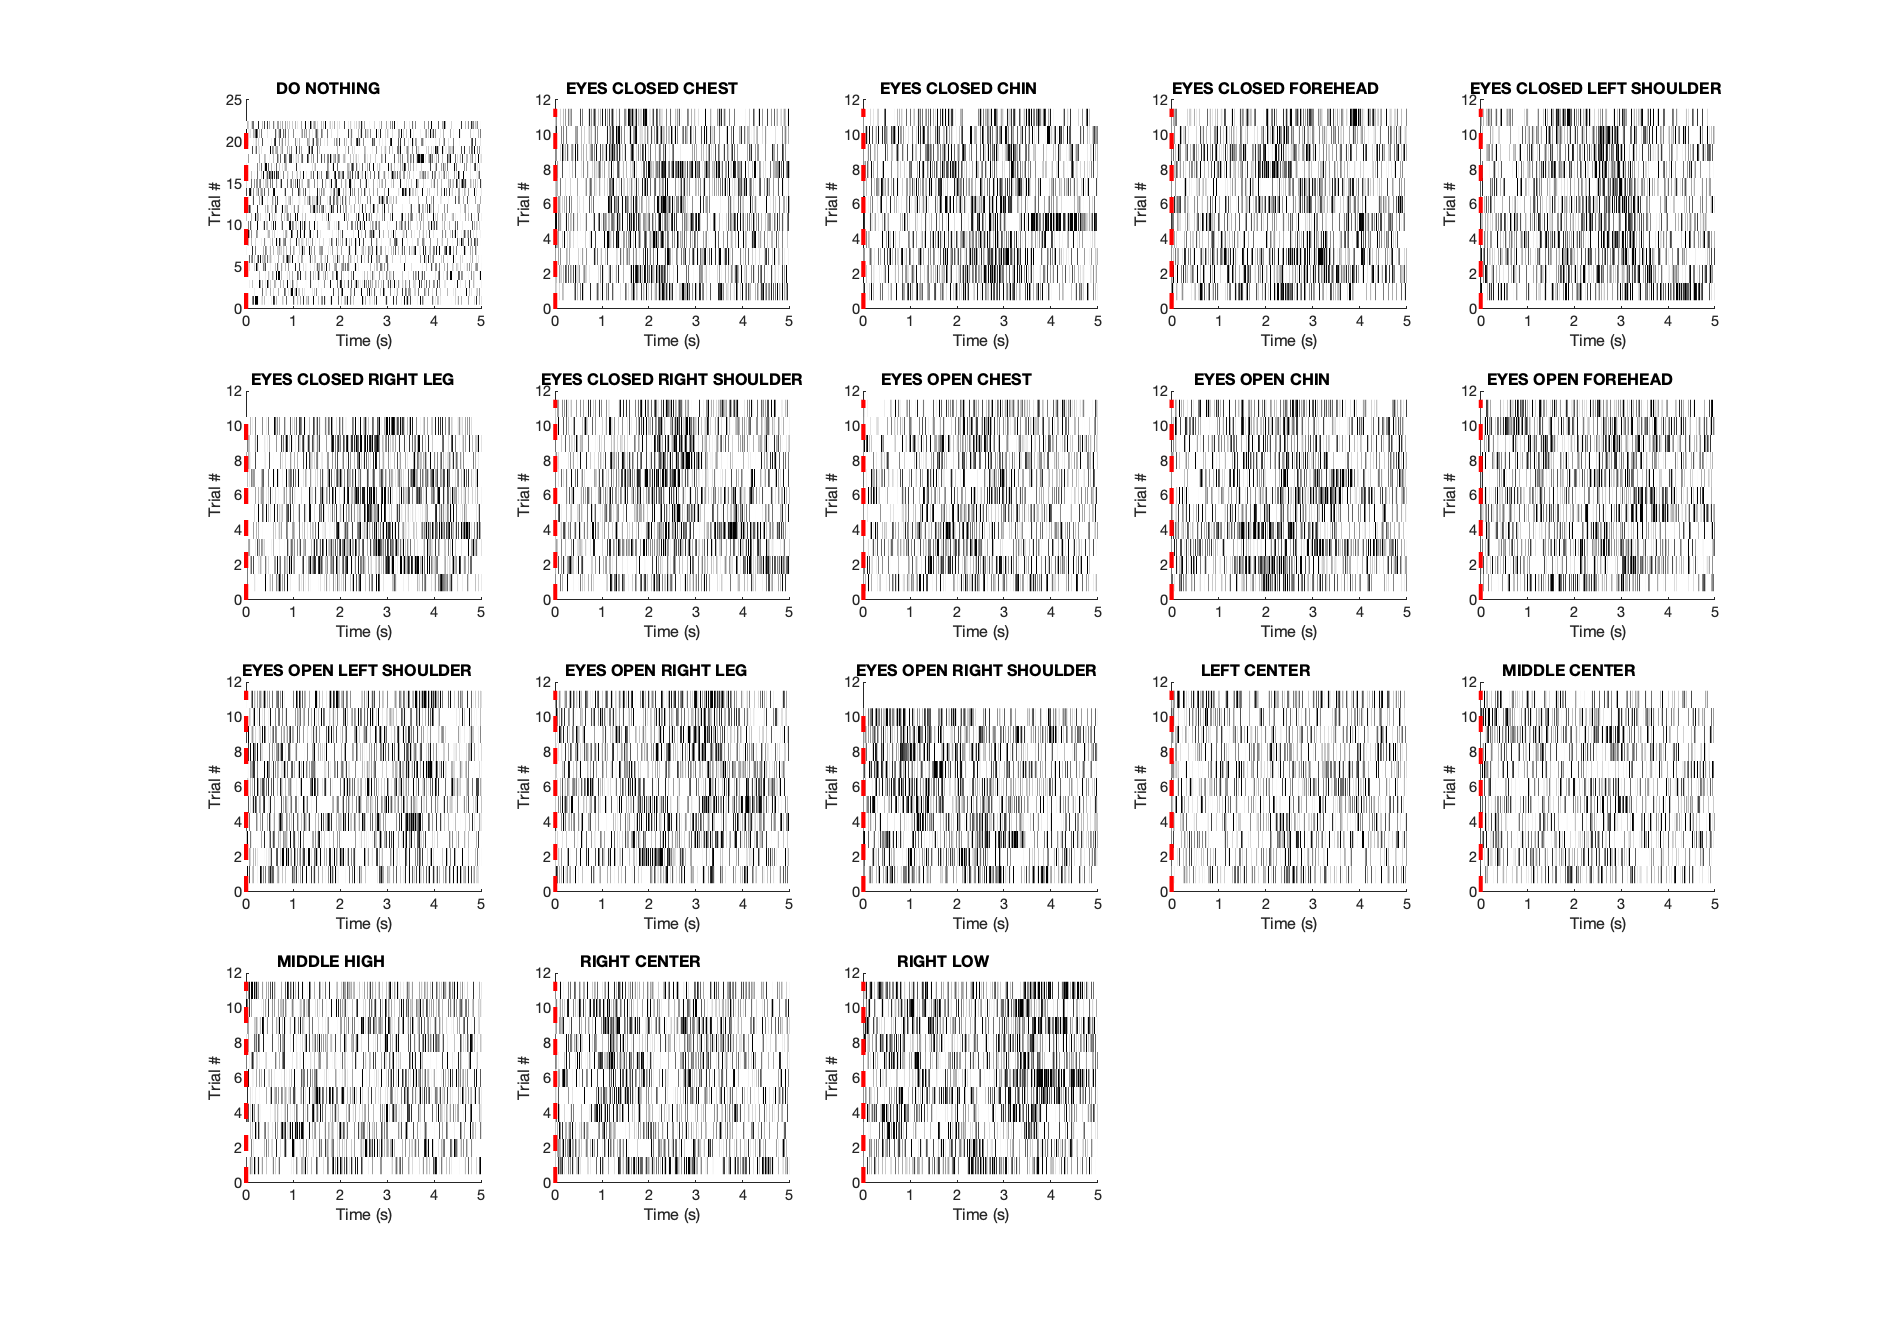 DO NOTHING
25
20
15
10
5
0
Trial #
0 1 2 3 4 5
Time (s)
EYES CLOSED CHEST
12
10
8
6
4
2
0
Trial #
0 1 2 3 4 5
Time (s)
EYES CLOSED CHIN
12
10
8
6
4
2
0
Trial #
0 1 2 3 4 5
Time (s)
EYES CLOSED FOREHEAD
12
10
8
6
4
2
0
Trial #
0 1 2 3 4 5
Time (s)
EYES CLOSED LEFT SHOULDER
12
10
8
6
4
2
0
Trial #
0 1 2 3 4 5
Time (s)
EYES CLOSED RIGHT LEG
12
10
8
6
4
2
0
Trial #
0 1 2 3 4 5
Time (s)
EYES CLOSED RIGHT SHOULDER
12
10
8
6
4
2
0
Trial #
0 1 2 3 4 5
Time (s)
EYES OPEN CHEST
12
10
8
6
4
2
0
Trial #
0 1 2 3 4 5
Time (s)
EYES OPEN CHIN
12
10
8
6
4
2
0
Trial #
0 1 2 3 4 5
Time (s)
EYES OPEN FOREHEAD
12
10
8
6
4
2
0
Trial #
0 1 2 3 4 5
Time (s)
EYES OPEN LEFT SHOULDER
12
10
8
6
4
2
0
Trial #
0 1 2 3 4 5
Time (s)
EYES OPEN RIGHT LEG
12
10
8
6
4
2
0
Trial #
0 1 2 3 4 5
Time (s)
EYES OPEN RIGHT SHOULDER
12
10
8
6
4
2
0
Trial #
0 1 2 3 4 5
Time (s)
LEFT CENTER
12
10
8
6
4
2
0
Trial #
0 1 2 3 4 5
Time (s)
MIDDLE CENTER
12
10
8
6
4
2
0
Trial #
0 1 2 3 4 5
Time (s)
MIDDLE HIGH
12
10
8
6
4
2
0
Trial #
0 1 2 3 4 5
Time (s)
RIGHT CENTER
12
10
8
6
4
2
0
Trial #
0 1 2 3 4 5
Time (s)
RIGHT LOW
12
10
8
6
4
2
0
Trial #
0 1 2 3 4 5
Time (s)